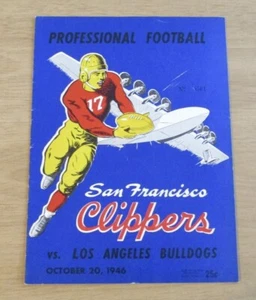 PROFESSIONAL FOOTBALL
17
San Francisco
Clippers
vs. LOS ANGELES BULLDOGS
OCTOBER 20, 1946
25¢